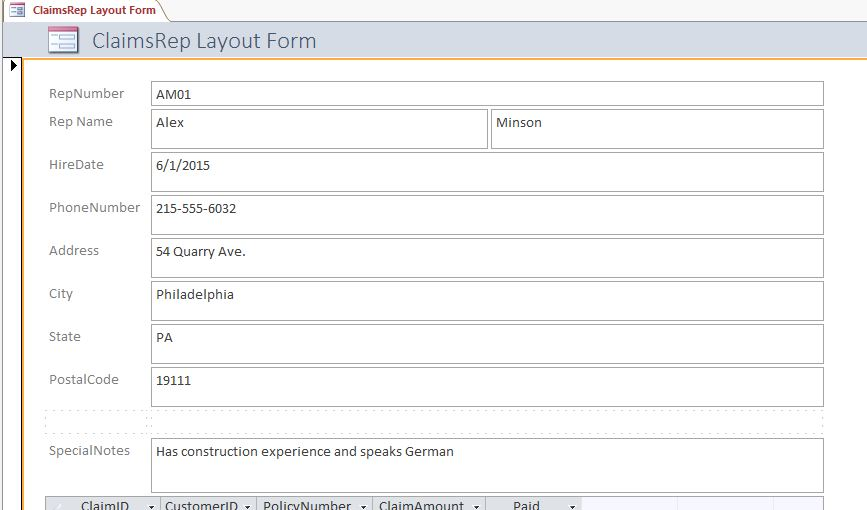 ClaimsRep Layout Form
ClaimsRep Layout Form
RepNumber AM01
Rep Name Alex Minson
HireDate 6/1/2015
PhoneNumber 215-555-6032
Address 54 Quarry Ave.
City Philadelphia
State PA
PostalCode 19111
SpecialNotes Has construction experience and speaks German
ClaimID CustomerID PolicyNumber ClaimAmount Paid